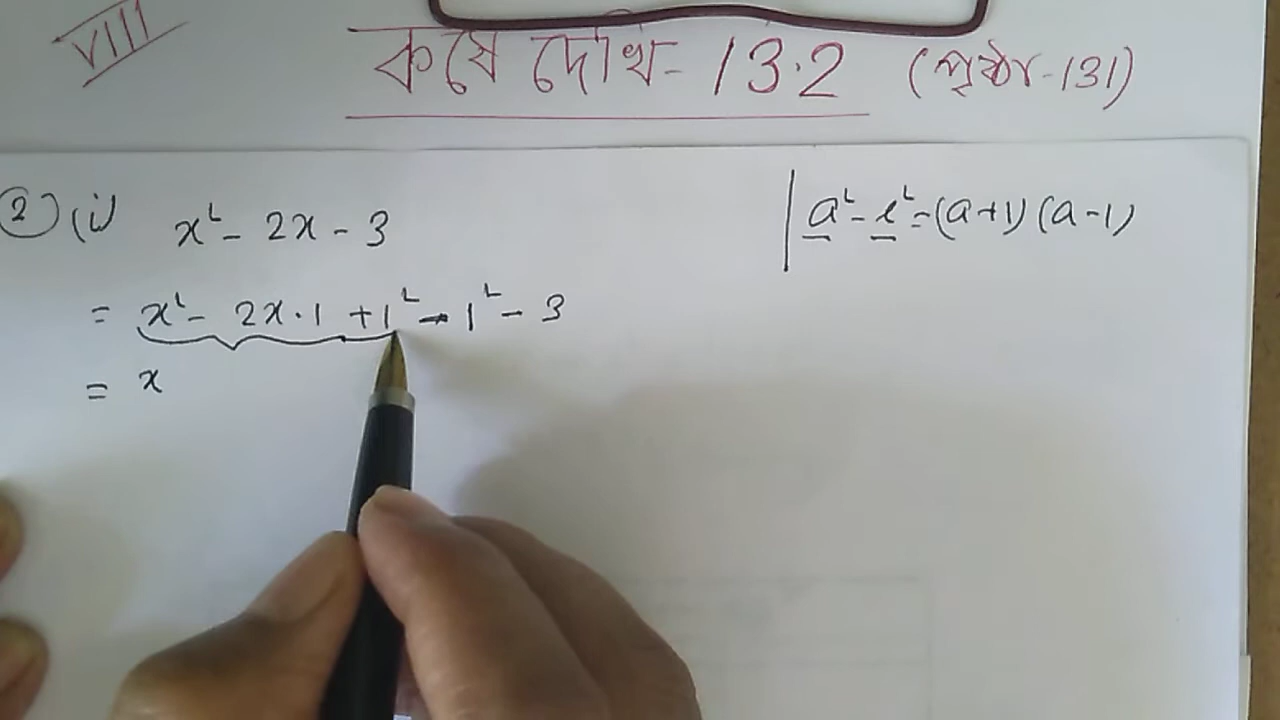 VIII
কষে দেখি- 13.2 (পৃষ্ঠা-131)
2 (i) x² - 2x - 3
a² - 1² = (a+1)(a-1)
= x² - 2x·1 + 1² - 1² - 3
= x